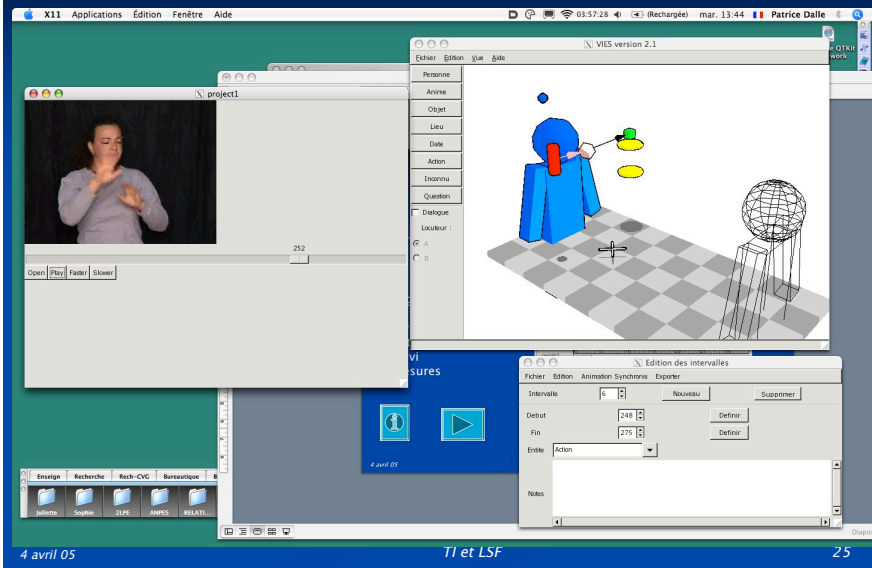 X11 Applications Édition Fenêtre Aide 03:57:28 (Rechargée) mar. 13:44 Patrice Dalle
QTKit
work
VIES version 2.1
Fichier Edition Vue Aide
Personne
Anime
Objet
Lieu
Date
Action
Inconnu
Question
Dialogue
Locuteur :
A
B
project1
252
Open Play Faster Slower
vi
sures
4 avril 05
Edition des intervalles
Fichier Edition Animation Synchronis Exporter
Intervalle 6 Nouveau Supprimer
Debut 248 Definir
Fin 275 Definir
Entite Action
Notes
Enseign Recherche Rech-CVG Bureautique B
Juliette Sophie 2LPE ANPES RELATI...
Diapos
4 avril 05 TI et LSF 25